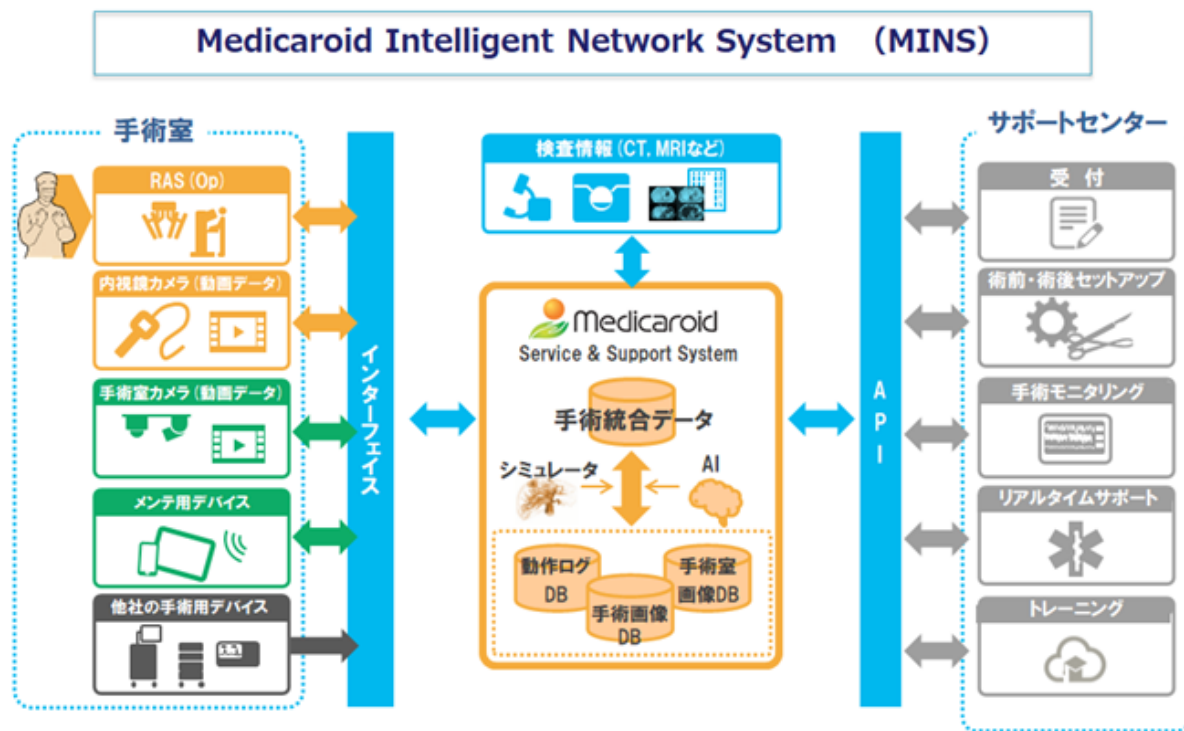 Medicaroid Intelligent Network System （MINS）
手術室
RAS（Op）
内視鏡カメラ（動画データ）
手術室カメラ（動画データ）
メンテ用デバイス
他社の手術用デバイス
インターフェイス
検査情報（CT, MRIなど）
Medicaroid
Service & Support System
手術統合データ
シミュレータ
AI
動作ログ
DB
手術画像
DB
手術室
画像DB
API
サポートセンター
受 付
術前・術後セットアップ
手術モニタリング
リアルタイムサポート
トレーニング